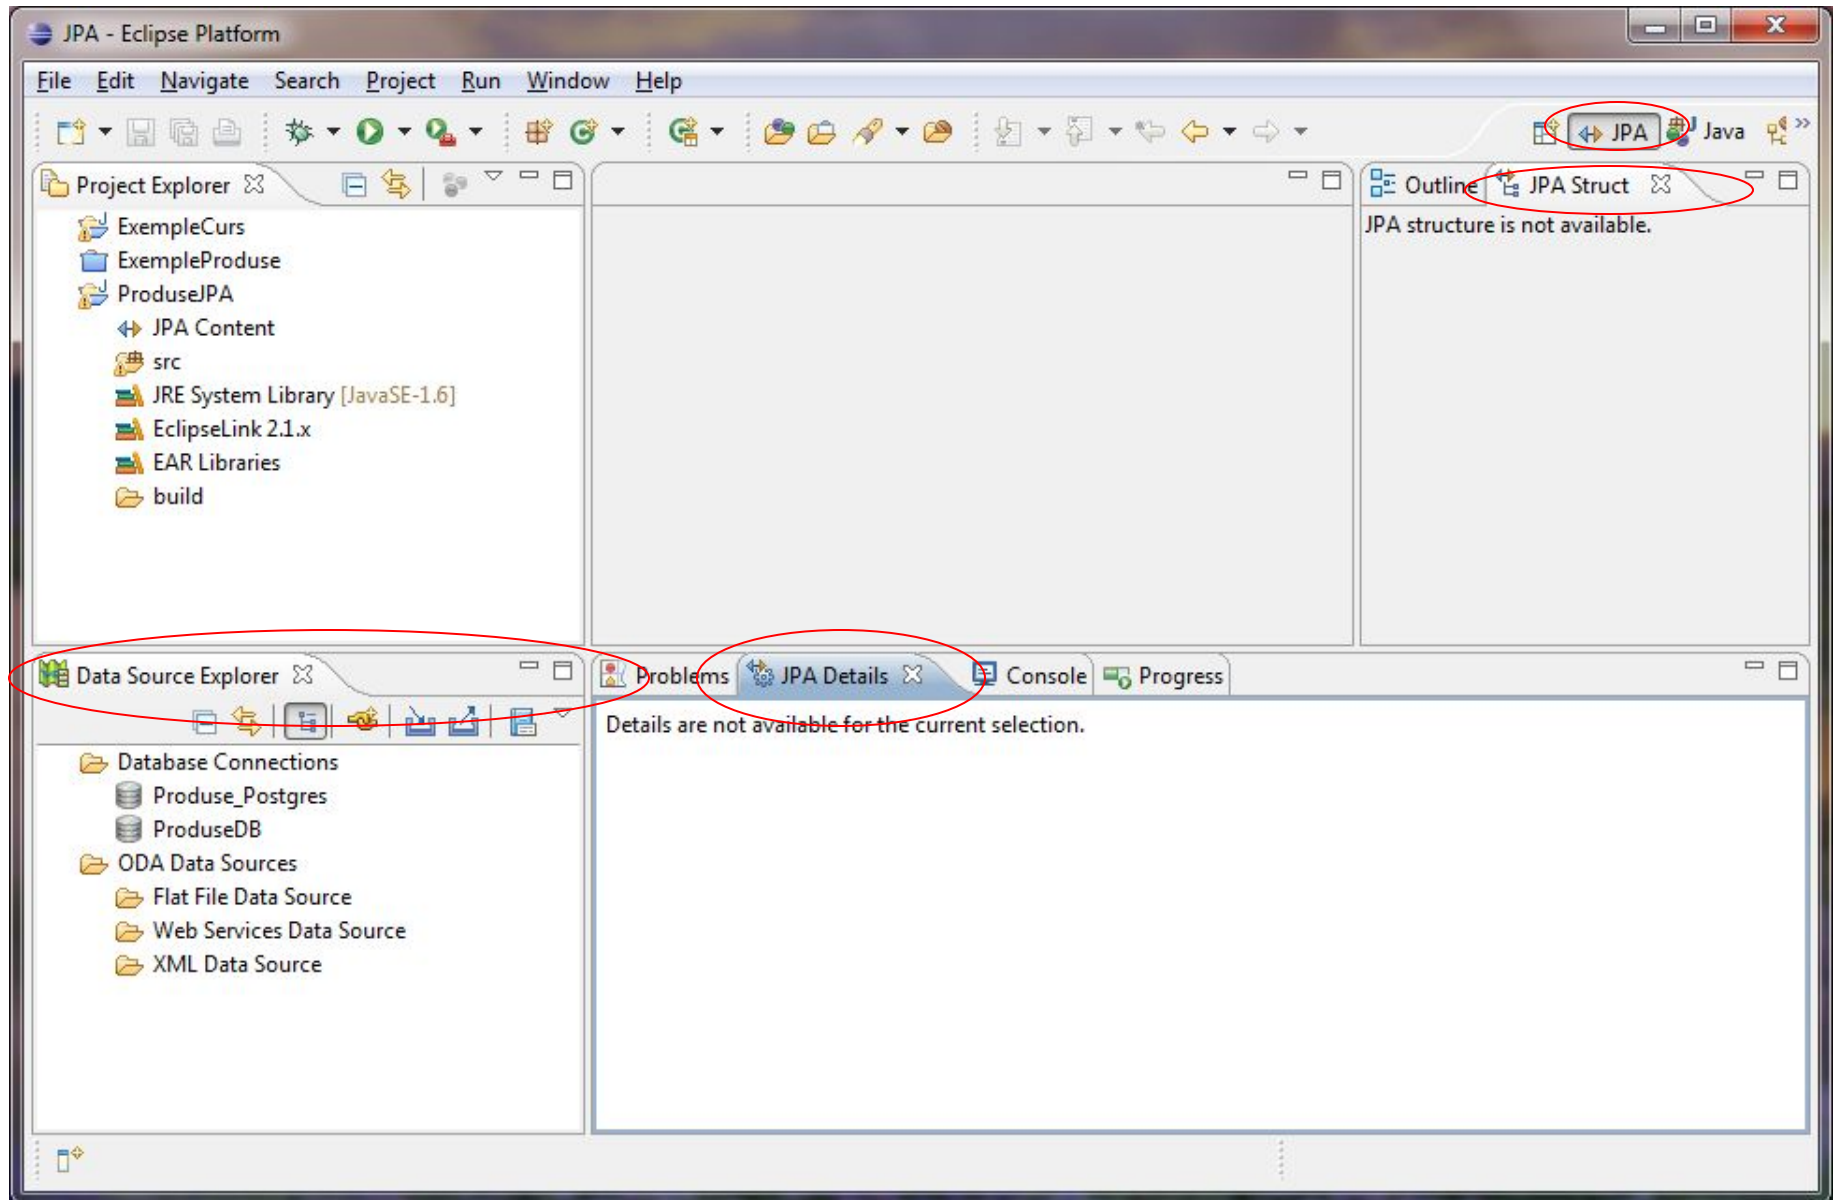 JPA - Eclipse Platform
File Edit Navigate Search Project Run Window Help
JPA Java
Project Explorer
ExempleCurs
ExempleProduse
ProduseJPA
JPA Content
src
JRE System Library [JavaSE-1.6]
EclipseLink 2.1.x
EAR Libraries
build
Outline JPA Struct
JPA structure is not available.
Data Source Explorer
Database Connections
Produse_Postgres
ProduseDB
ODA Data Sources
Flat File Data Source
Web Services Data Source
XML Data Source
Problems JPA Details Console Progress
Details are not available for the current selection.